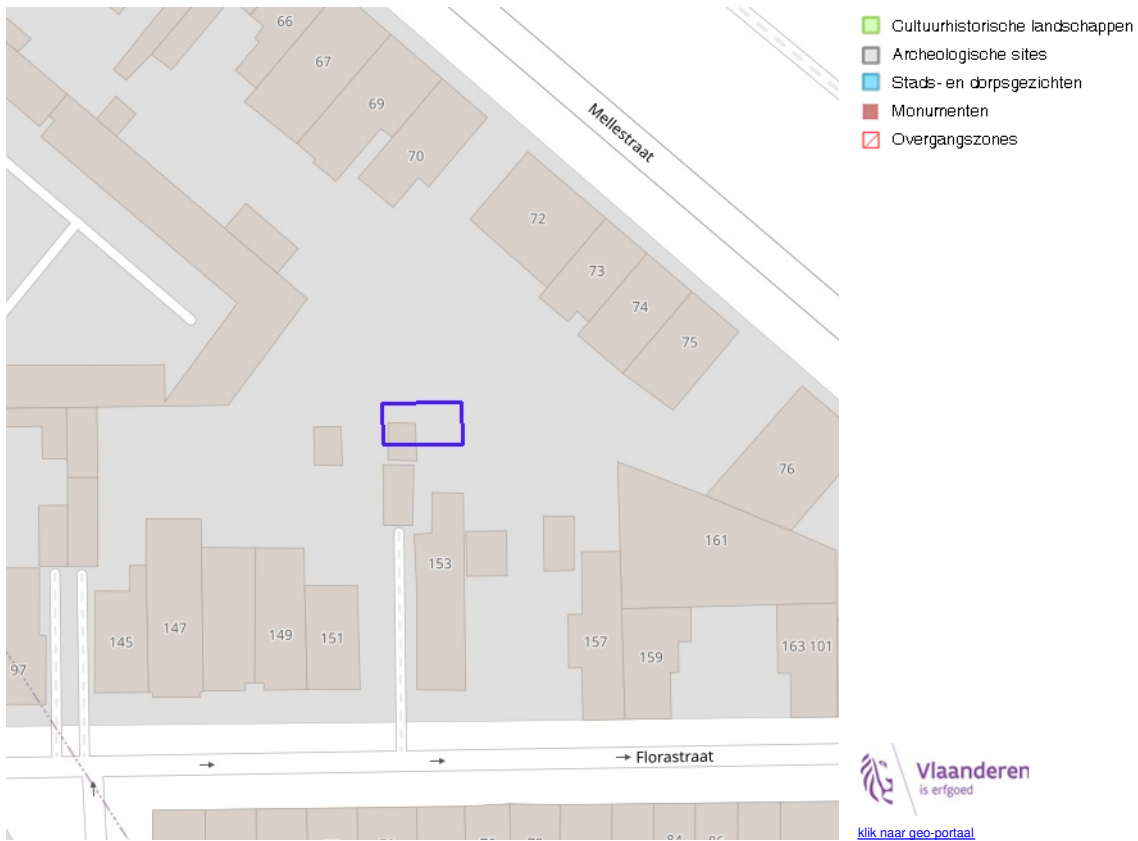 66
67
69
70
Mellestraat
72
73
74
75
76
161
153
145
147
149
151
157
159
163 101
97
Florastraat
84
86
Cultuurhistorische landschappen
Archeologische sites
Stads- en dorpsgezichten
Monumenten
Overgangszones
Vlaanderen
is erfgoed
klik naar geo-portaal